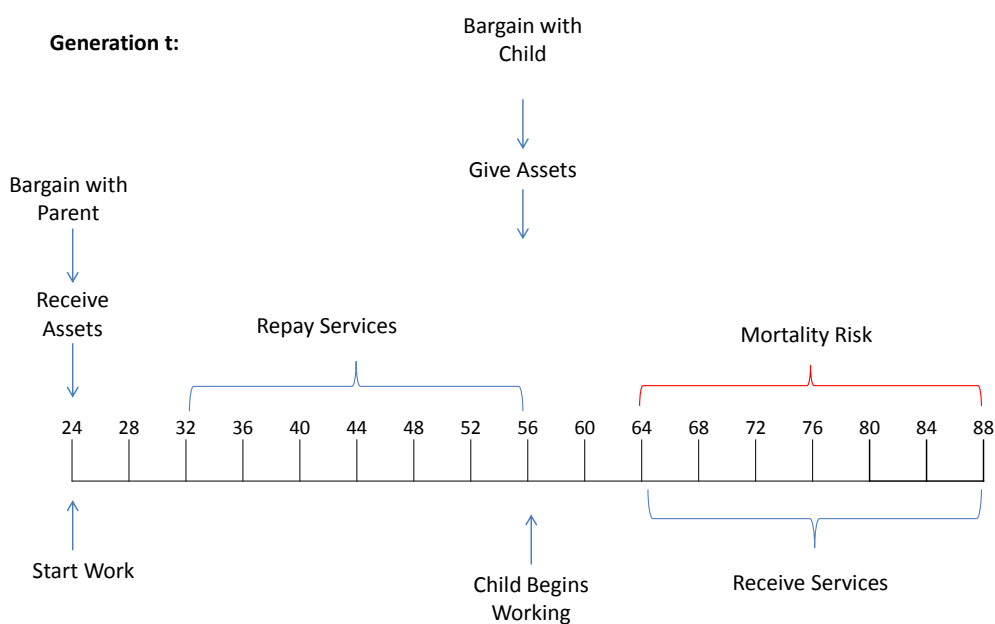 Generation t:
Bargain with
Child
Give Assets
Bargain with
Parent
Receive
Assets
Repay Services
Mortality Risk
24 28 32 36 40 44 48 52 56 60 64 68 72 76 80 84 88
Start Work
Child Begins
Working
Receive Services